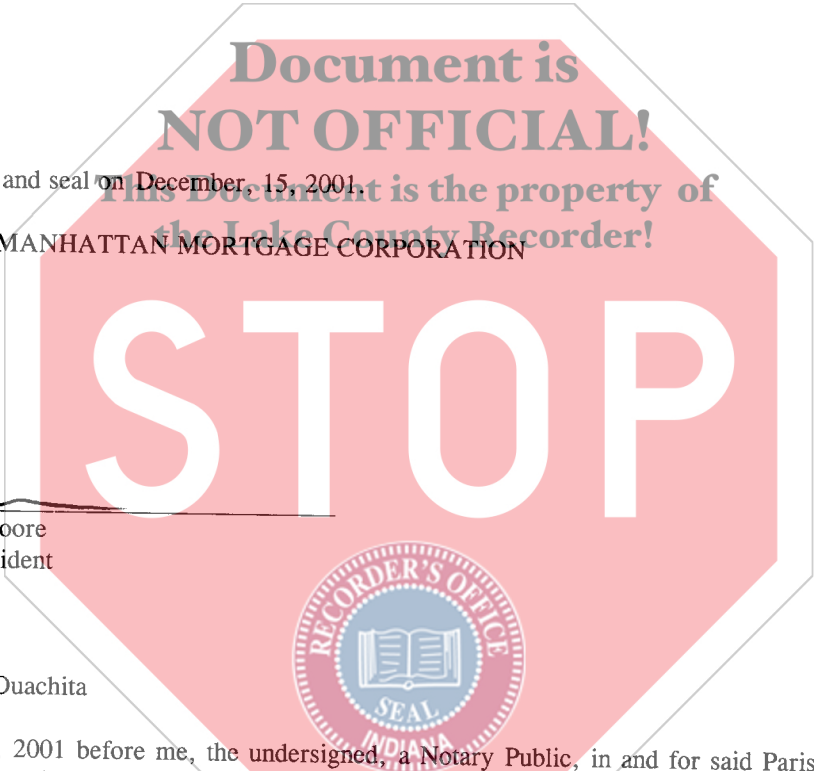 Document is
NOT OFFICIAL!
and seal on December, 15, 2001.
This Document is the property of
MANHATTAN MORTGAGE CORPORATION
the Lake County Recorder!
STOP
oore
ident
RECORDER'S OFFICE
SEAL
INDIANA
Ouachita
2001 before me, the undersigned, a Notary Public, in and for said Paris